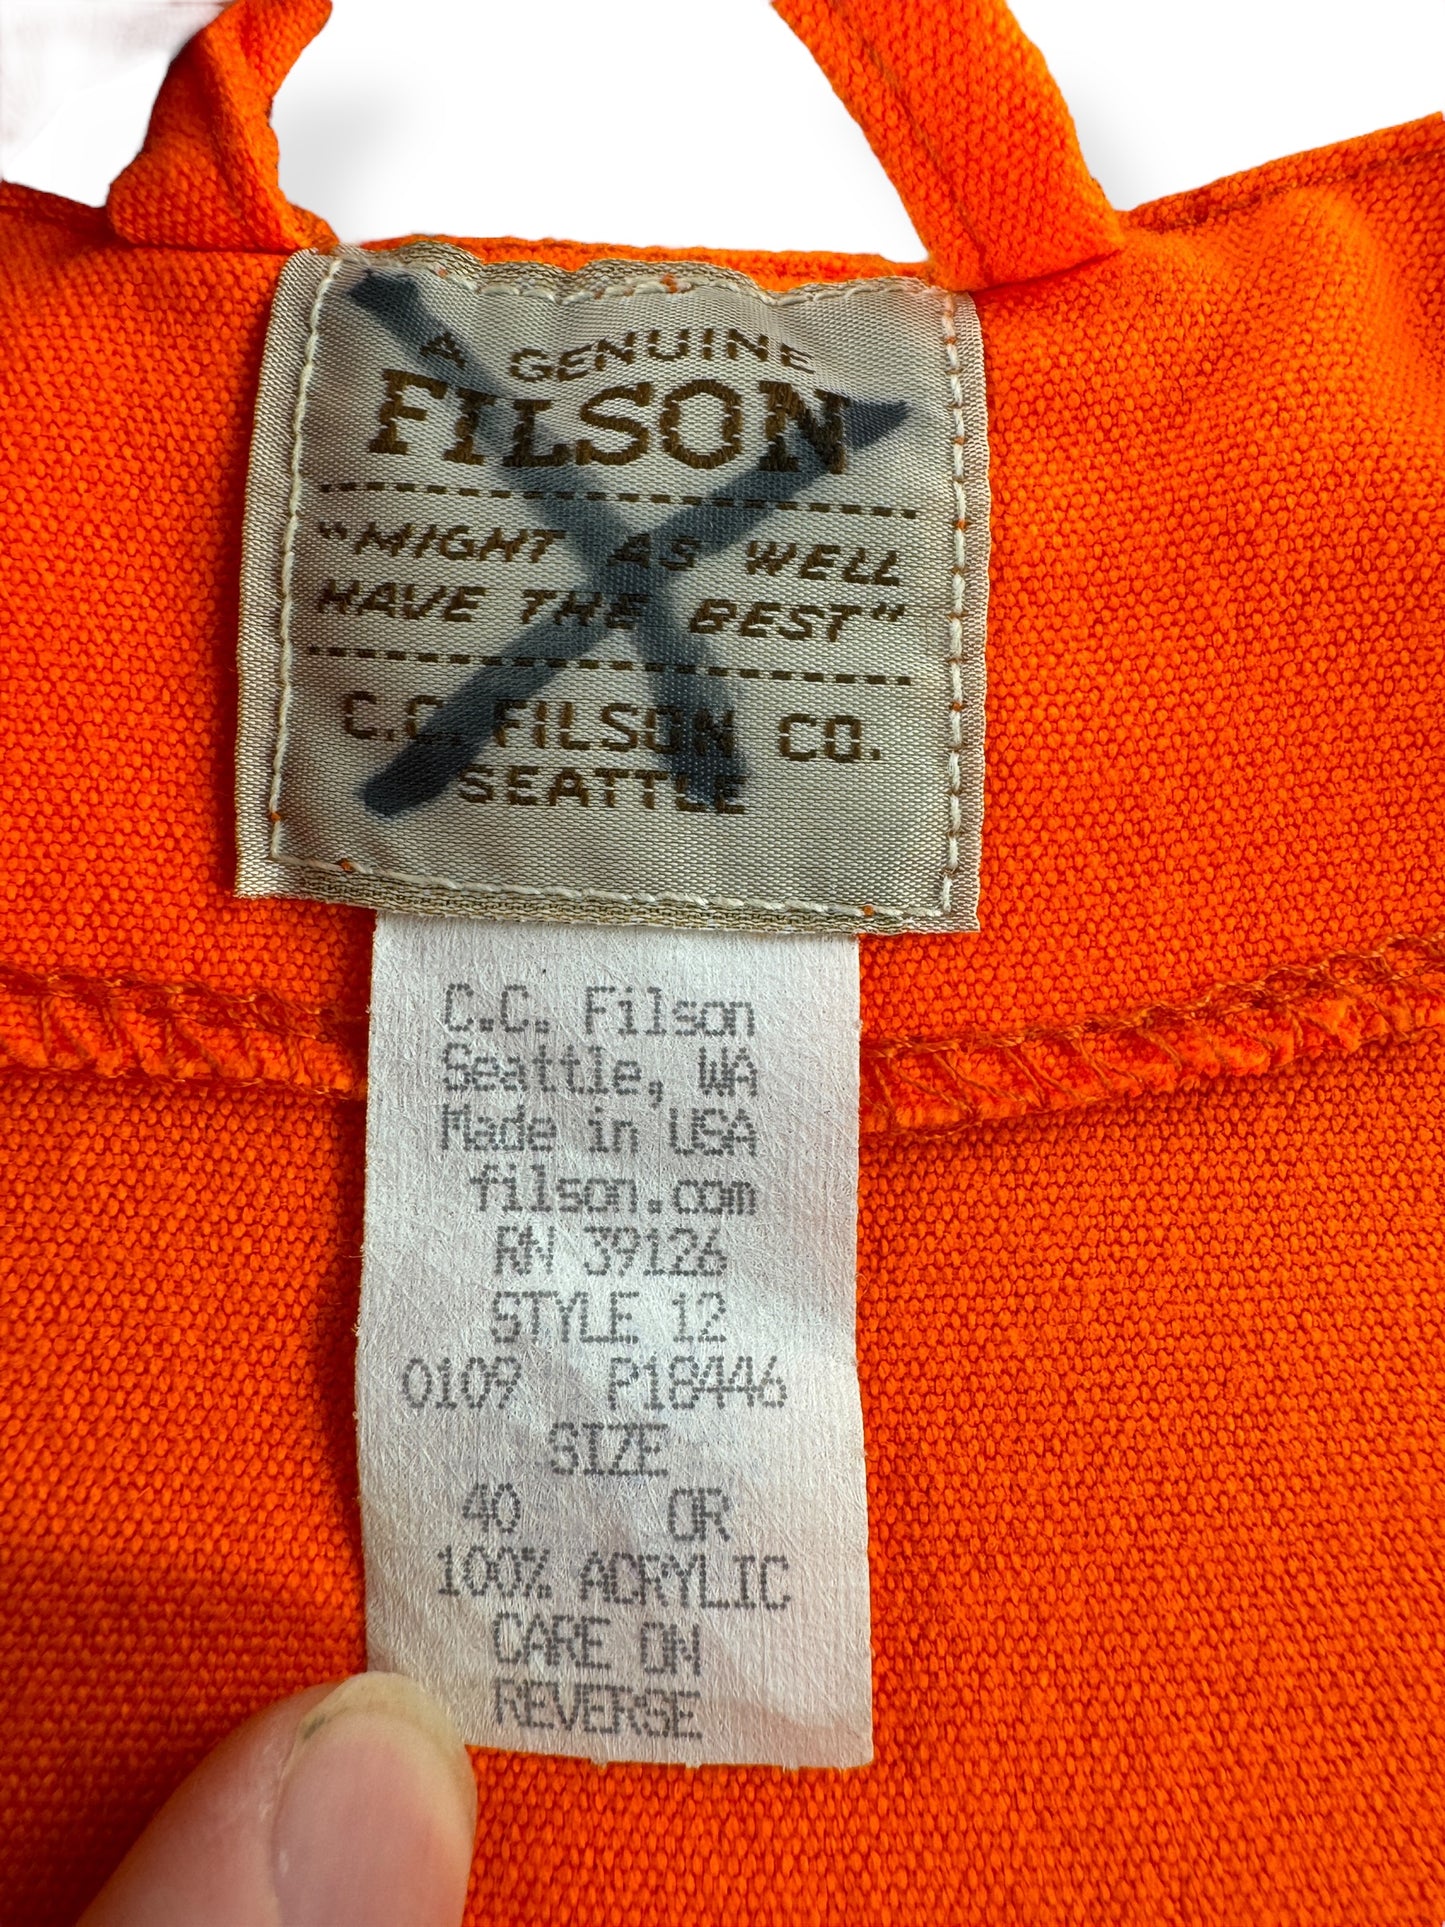 A GENUINE
FILSON
"MIGHT AS WELL
HAVE THE BEST"
C.C. FILSON CO.
SEATTLE
C.C. Filson
Seattle, WA
Made in USA
filson.com
RN 39126
STYLE 12
0109 P18446
SIZE
40 OR
100% ACRYLIC
CARE ON
REVERSE